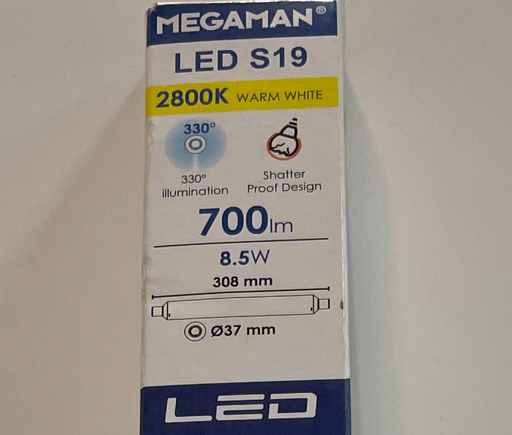 MEGAMAN®
LED S19
2800K WARM WHITE
330°
330° illumination
Shatter Proof Design
700lm
8.5W
308 mm
Ø37 mm
LED